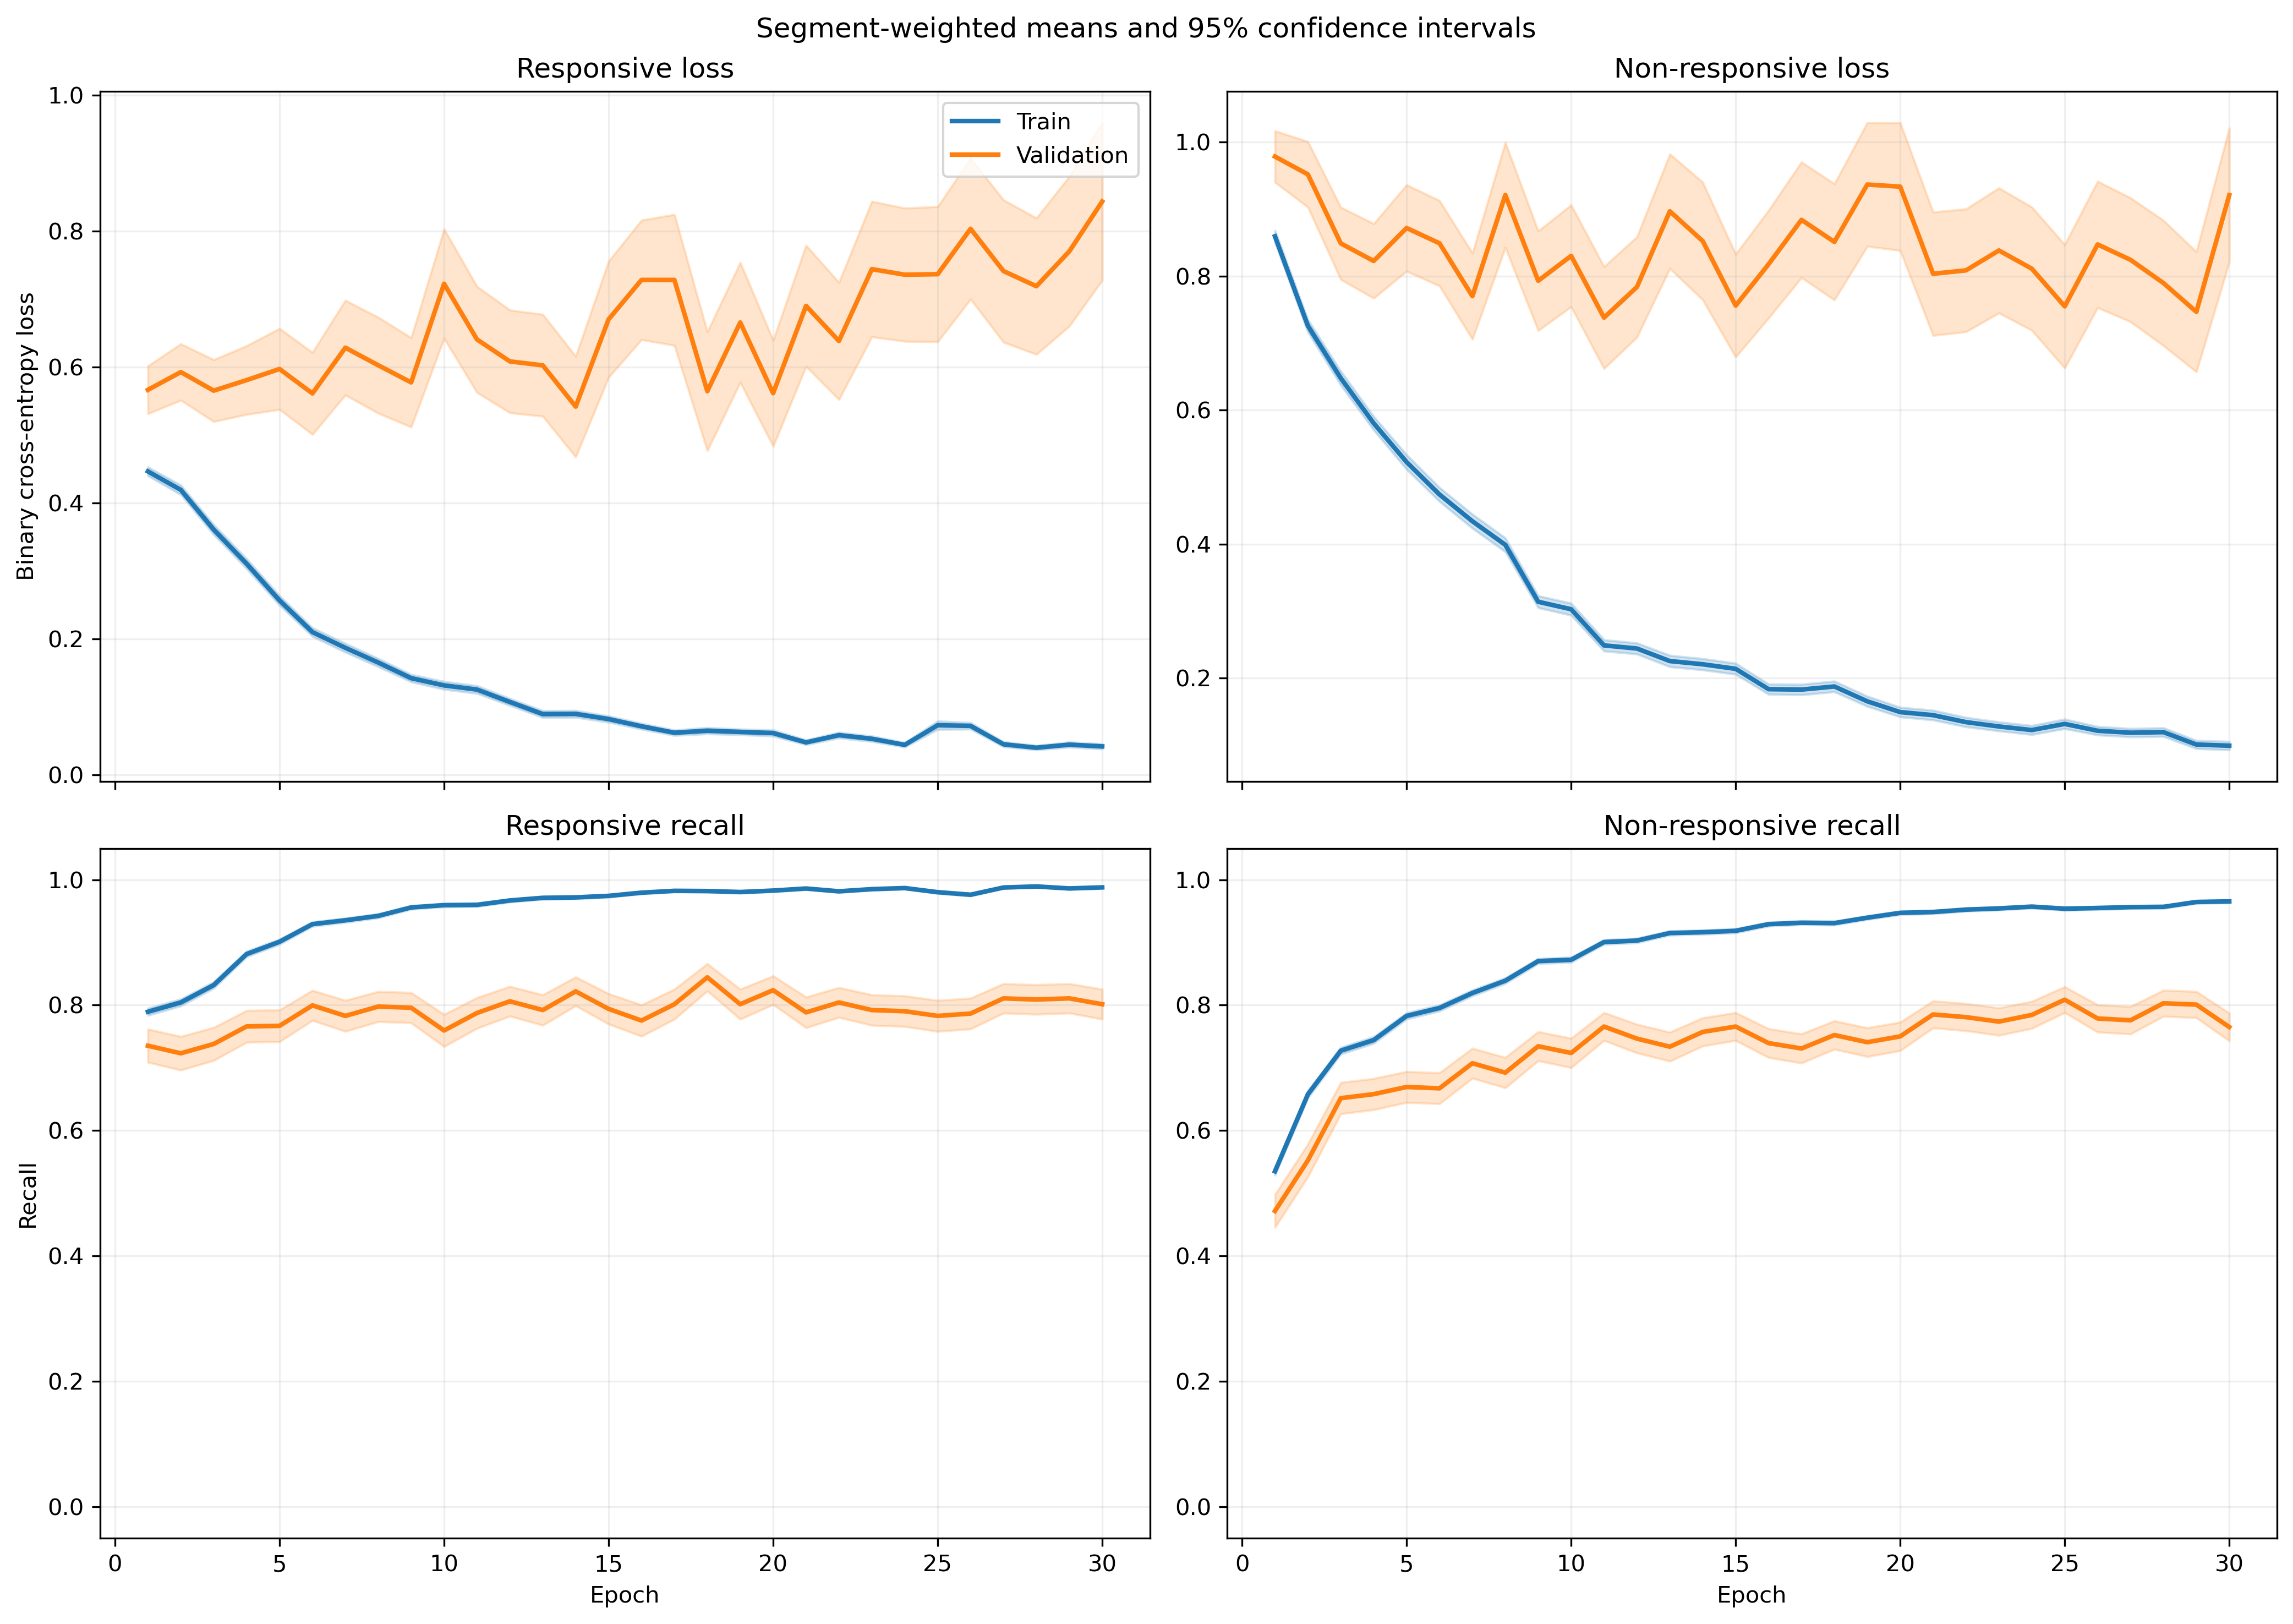 Segment-weighted means and 95% confidence intervals
Responsive loss
Non-responsive loss
Train
Validation
Binary cross-entropy loss
1.0
0.8
0.6
0.4
0.2
0.0
1.0
0.8
0.6
0.4
0.2
Responsive recall
Non-responsive recall
Recall
1.0
0.8
0.6
0.4
0.2
0.0
0 5 10 15 20 25 30
Epoch
1.0
0.8
0.6
0.4
0.2
0.0
0 5 10 15 20 25 30
Epoch